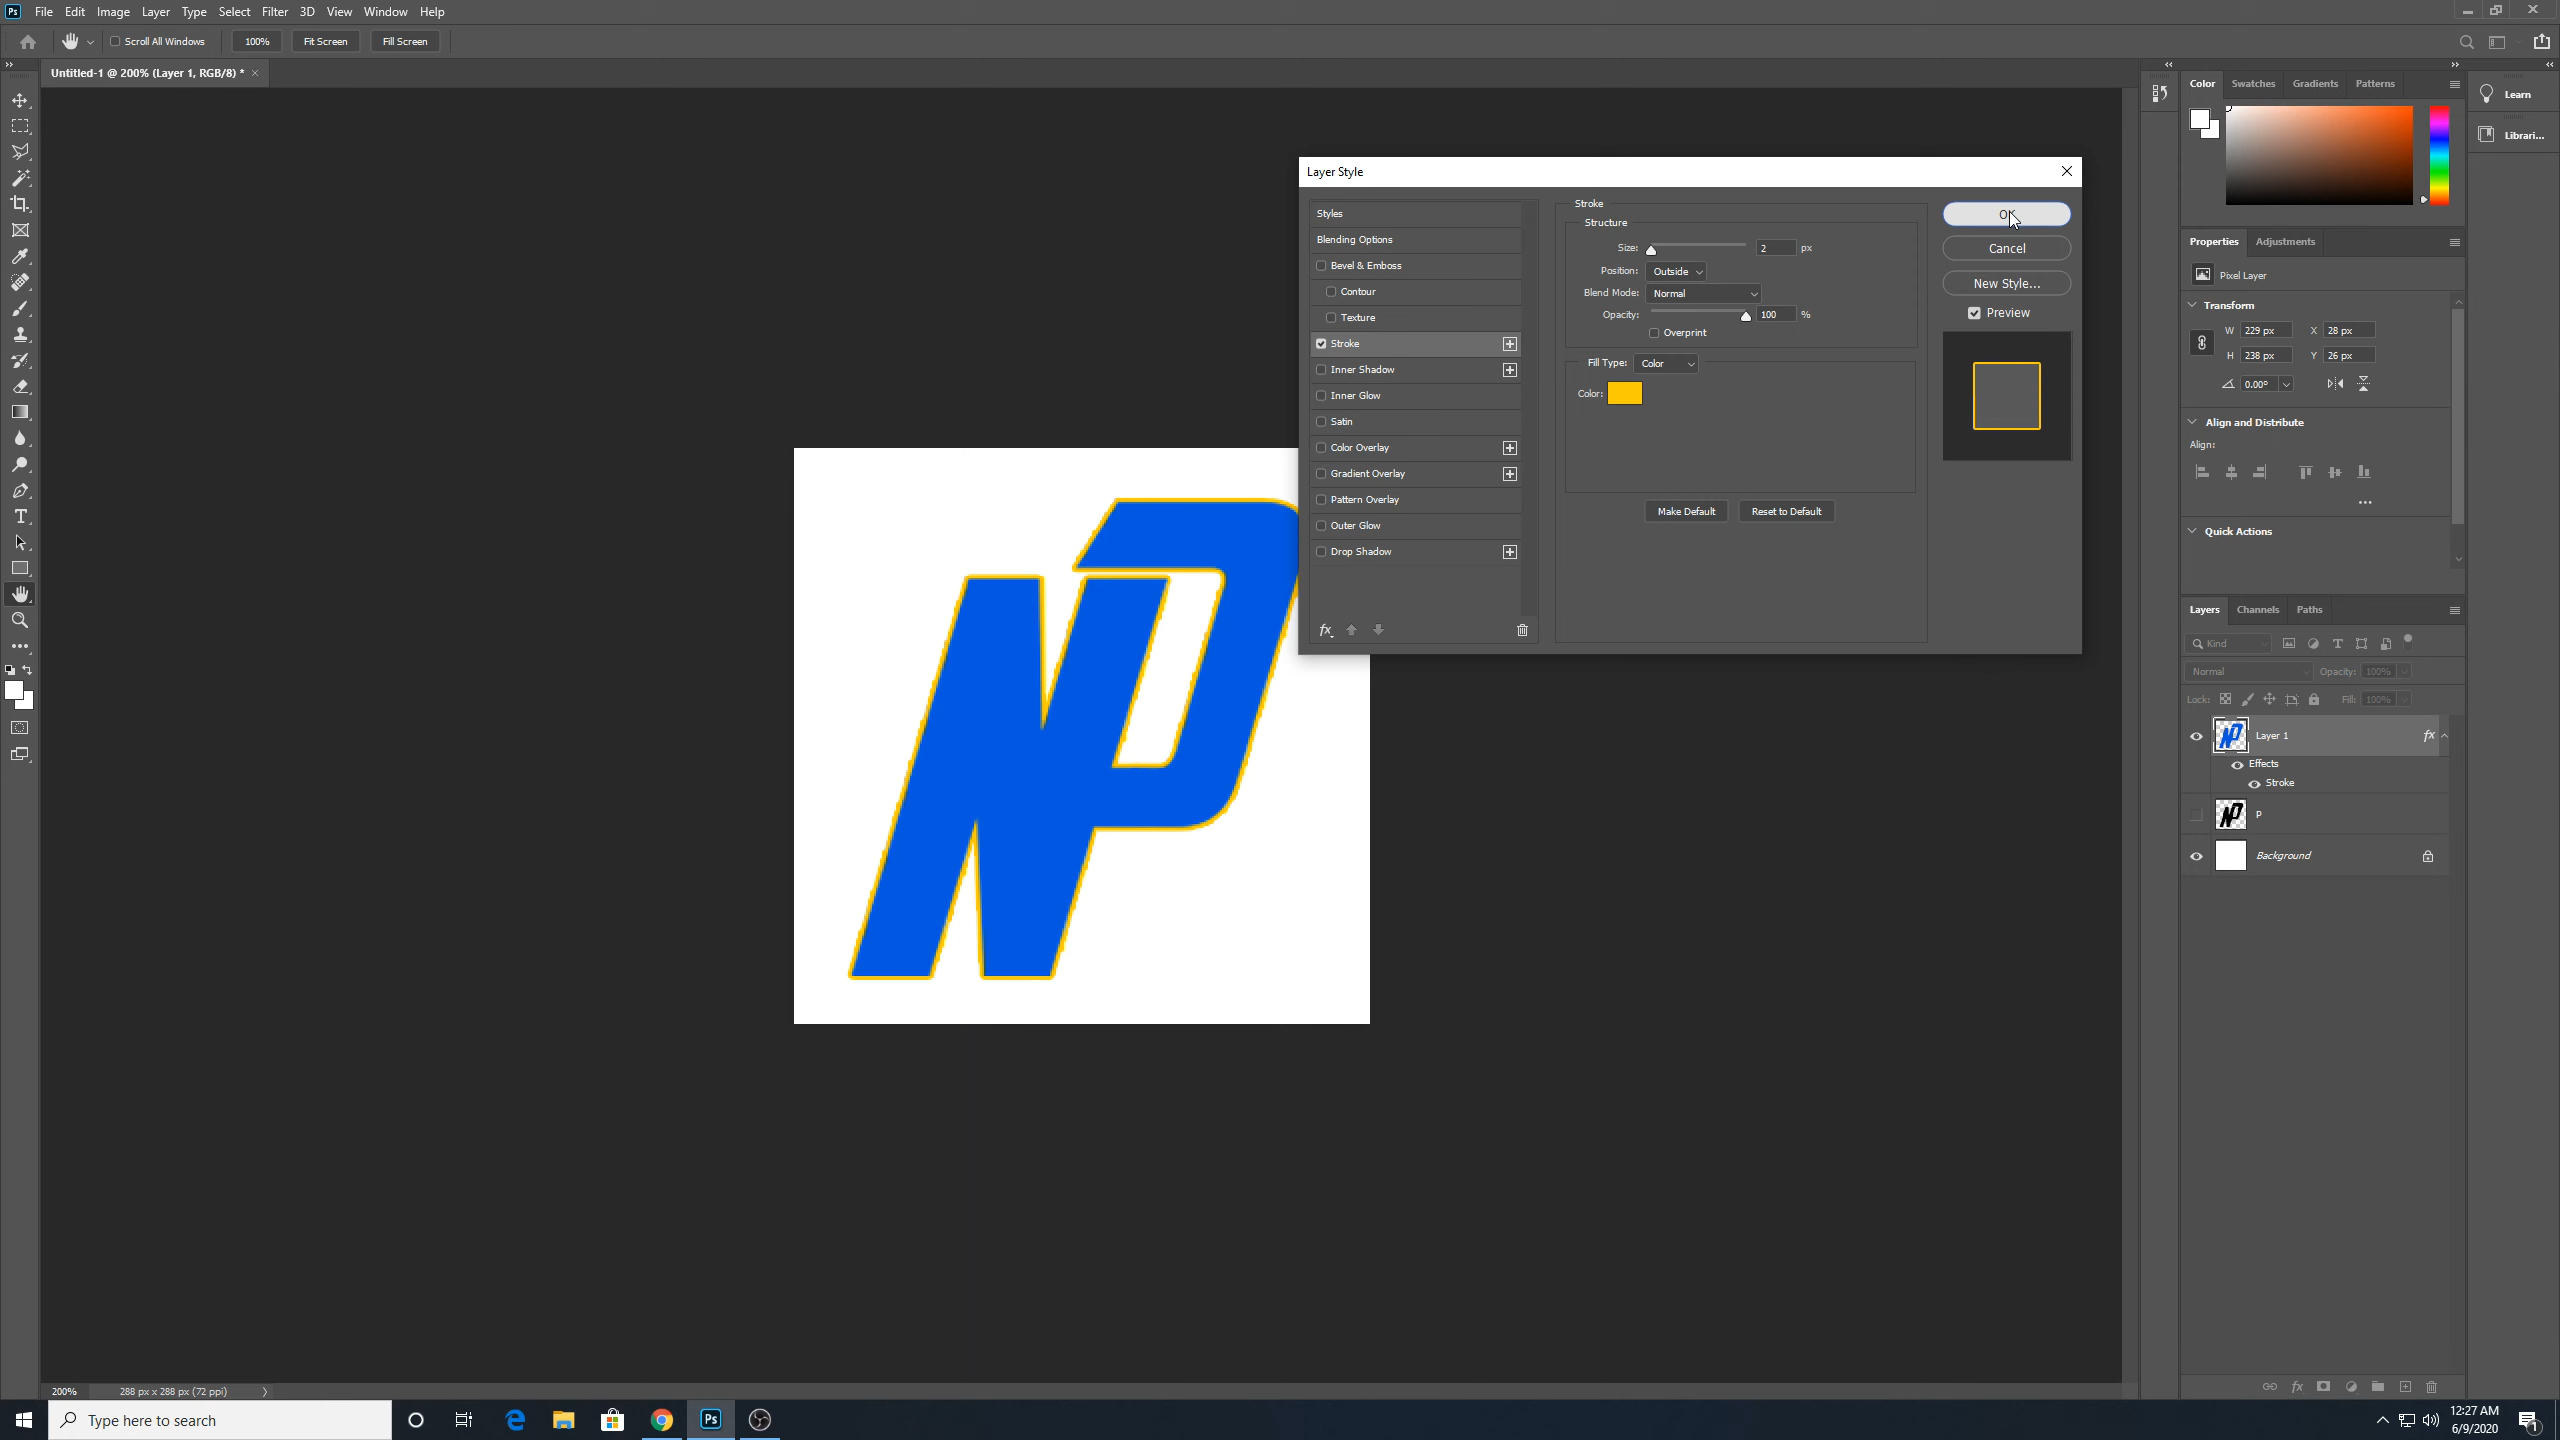 Ps File Edit Image Layer Type Select Filter 3D View Window Help
Scroll All Windows 100% Fit Screen Fill Screen
Untitled-1 @ 200% (Layer 1, RGB/8) *
Color Swatches Gradients Patterns
Learn
Librari...
Layer Style
Styles
Blending Options
Bevel & Emboss
Contour
Texture
Stroke
Inner Shadow
Inner Glow
Satin
Color Overlay
Gradient Overlay
Pattern Overlay
Outer Glow
Drop Shadow
fx
Stroke
Structure
Size: 2 px
Position: Outside
Blend Mode: Normal
Opacity: 100 %
Overprint
Fill Type: Color
Color:
Make Default Reset to Default
Cancel
New Style...
Preview
NP
Properties Adjustments
Pixel Layer
Transform
W 229 px X 28 px
H 238 px Y 26 px
0.00°
Align and Distribute
Align:
Quick Actions
Layers Channels Paths
Kind
Normal Opacity: 100%
Lock: Fill: 100%
Layer 1 fx
Effects
Stroke
P
Background
fx
200% 288 px x 288 px (72 ppi)
Type here to search
Ps
12:27 AM
6/9/2020
1